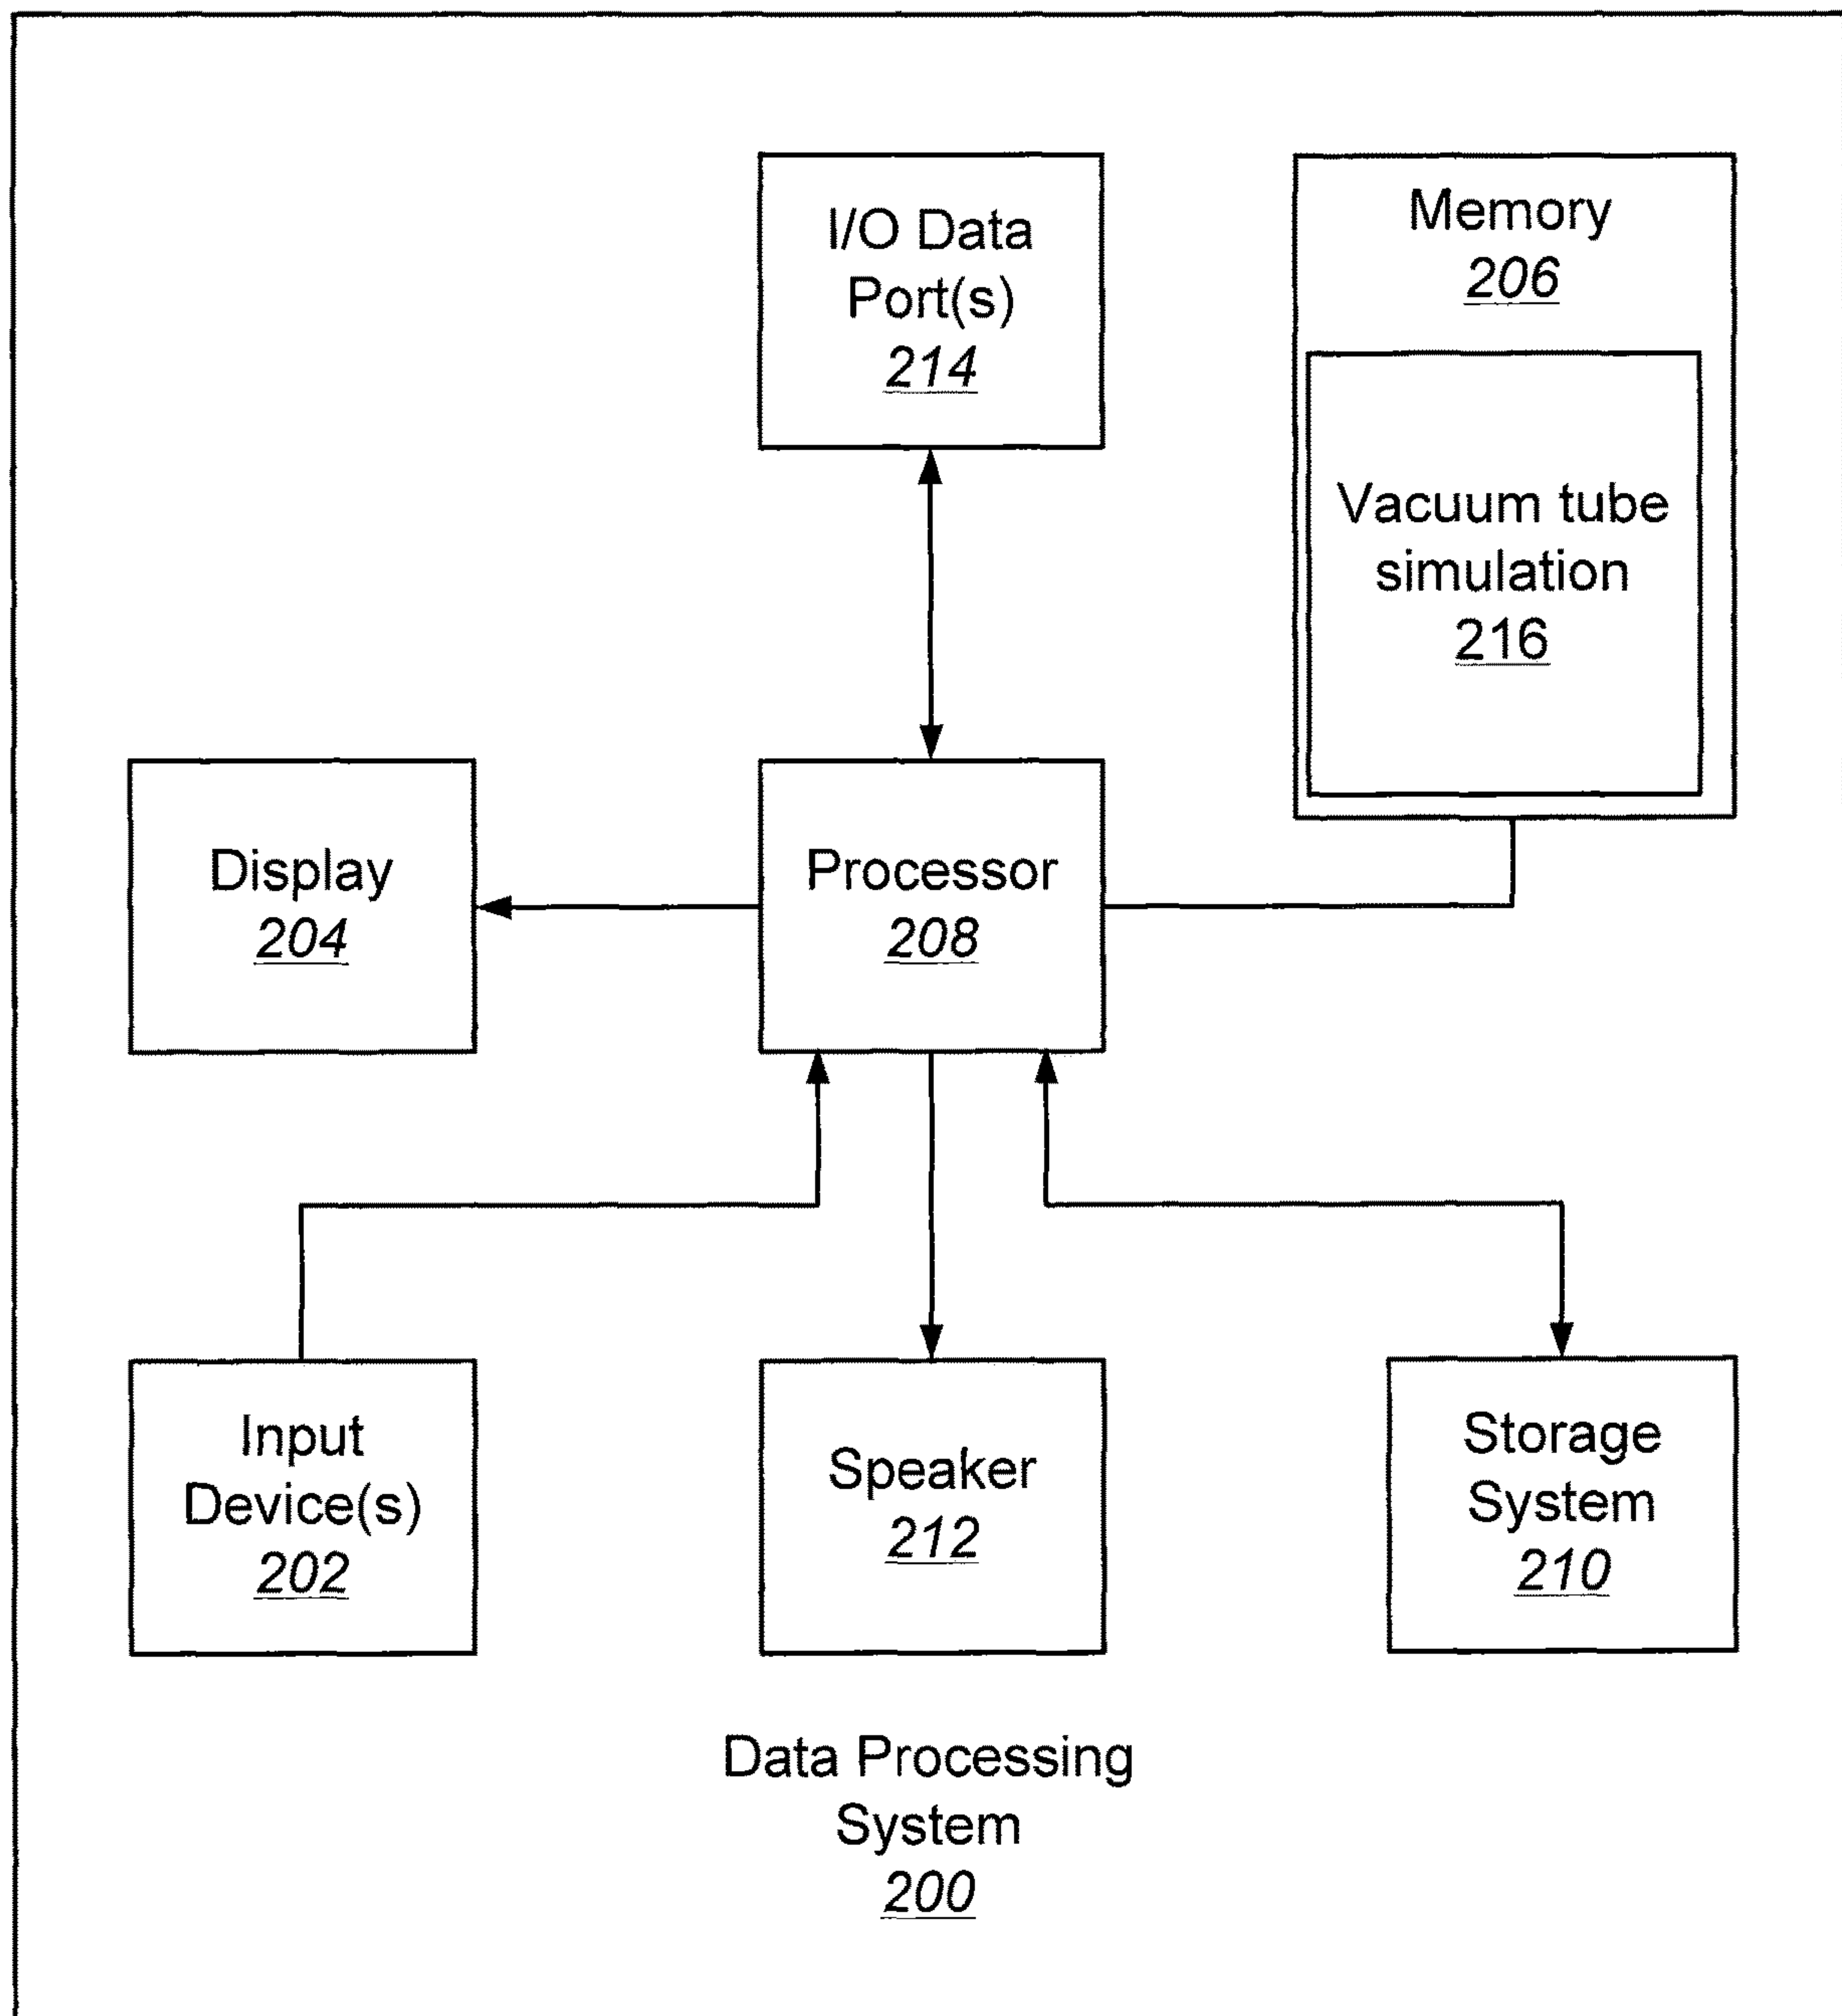 I/O Data
Port(s)
214
Memory
206
Vacuum tube
simulation
216
Display
204
Processor
208
Input
Device(s)
202
Speaker
212
Storage
System
210
Data Processing
System
200